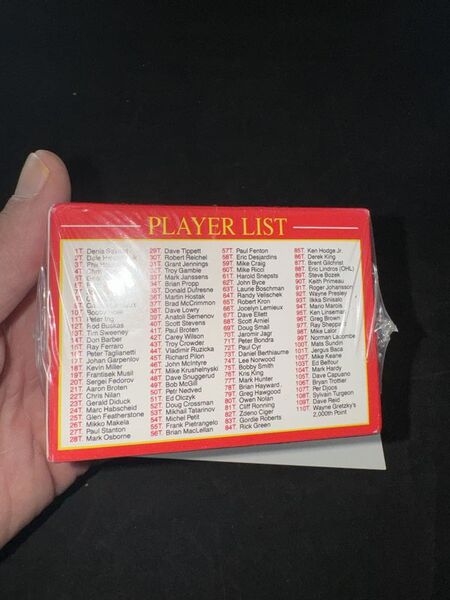 PLAYER LIST
1T. Denis Savard
2T. Dale
3T. Phil
4T. Chris
10T. Bobby Holik
11T. Peter Ing
12T. Rod Buskas
13T. Tim Sweeney
14T. Don Barber
15T. Ray Ferraro
16T. Peter Taglianetti
17T. Johan Garpenlov
18T. Kevin Miller
19T. Frantisek Musil
20T. Sergei Fedorov
21T. Aaron Broten
22T. Chris Nilan
23T. Gerald Diduck
24T. Marc Habscheid
25T. Glen Featherstone
26T. Mikko Makela
27T. Paul Stanton
28T. Mark Osborne
29T. Dave Tippett
30T. Robert Reichel
31T. Grant Jennings
32T. Troy Gamble
33T. Mark Janssens
34T. Brian Propp
35T. Donald Dufresne
36T. Martin Hostak
37T. Brad McCrimmon
38T. Dave Lowry
39T. Anatoli Semenov
40T. Scott Stevens
41T. Paul Broten
42T. Carey Wilson
43T. Troy Crowder
44T. Vladimir Ruzicka
45T. Richard Pilon
46T. John McIntyre
47T. Mike Krushelnyski
48T. Dave Snuggerud
49T. Bob McGill
50T. Petr Nedved
51T. Ed Olczyk
52T. Doug Crossman
53T. Mikhail Tatarinov
54T. Michel Petit
55T. Frank Pietrangelo
56T. Brian MacLellan
57T. Paul Fenton
58T. Eric Desjardins
59T. Mike Craig
60T. Mike Ricci
61T. Harold Snepsts
62T. John Byce
63T. Laurie Boschman
64T. Randy Velischek
65T. Robert Kron
66T. Jocelyn Lemieux
67T. Dave Ellett
68T. Scott Arniel
69T. Doug Smail
70T. Jaromir Jagr
71T. Peter Bondra
72T. Paul Cyr
73T. Daniel Berthiaume
74T. Lee Norwood
75T. Bobby Smith
76T. Kris King
77T. Mark Hunter
78T. Brian Hayward
79T. Greg Hawgood
80T. Owen Nolan
81T. Cliff Ronning
82T. Zdeno Ciger
83T. Gordie Roberts
84T. Rick Green
85T. Ken Hodge Jr.
86T. Derek King
87T. Brent Gilchrist
88T. Eric Lindros (OHL)
89T. Steve Bozek
90T. Keith Primeau
91T. Roger Johansson
92T. Wayne Presley
93T. Ilkka Sinisalo
94T. Mario Marois
95T. Ken Linseman
96T. Greg Brown
97T. Ray Sheppard
98T. Mike Lalor
99T. Normand Lacombe
100T. Mats Sundin
101T. Jergus Baca
102T. Mike Keane
103T. Ed Belfour
104T. Mark Hardy
105T. Dave Capuano
106T. Bryan Trottier
107T. Per Djoos
108T. Sylvain Turgeon
109T. Dave Reid
110T. Wayne Gretzky's
2,000th Point